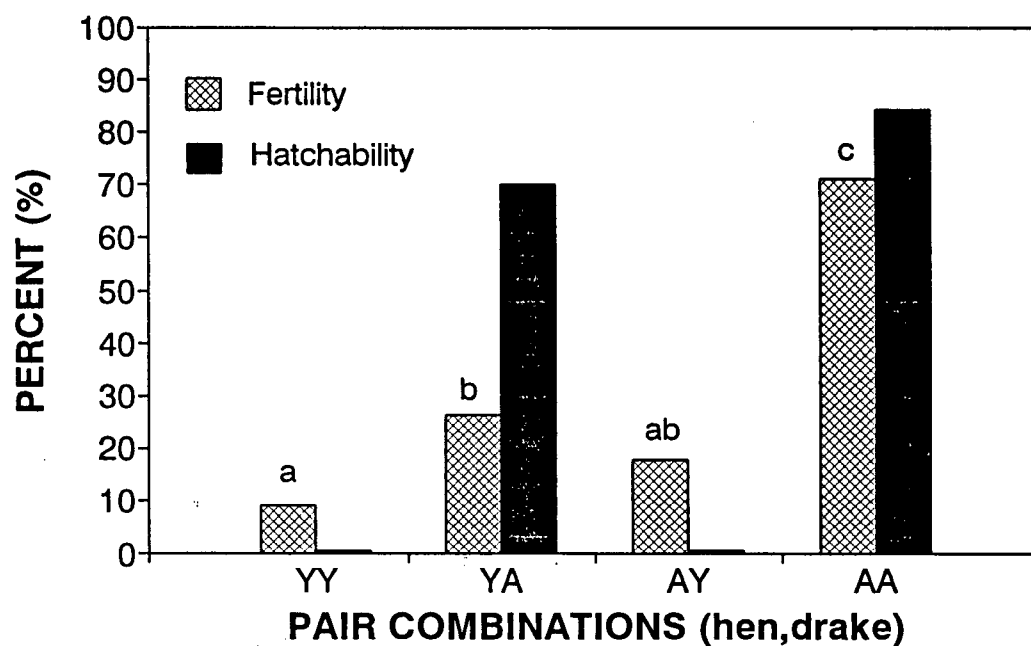 100
90
80
70
60
50
40
30
20
10
0
PERCENT (%)
Fertility
Hatchability
a
b
ab
c
YY YA AY AA
PAIR COMBINATIONS (hen,drake)